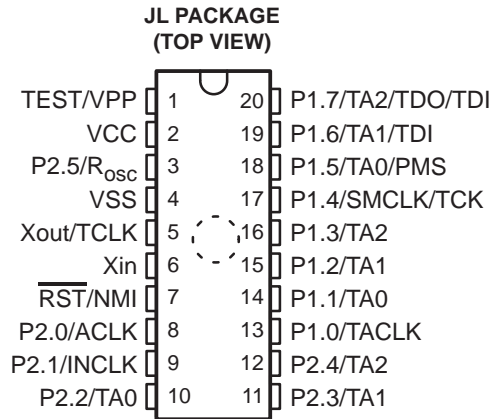 JL PACKAGE
(TOP VIEW)
TEST/VPP 1 20 P1.7/TA2/TDO/TDI
VCC 2 19 P1.6/TA1/TDI
P2.5/Rosc 3 18 P1.5/TA0/PMS
VSS 4 17 P1.4/SMCLK/TCK
Xout/TCLK 5 16 P1.3/TA2
Xin 6 15 P1.2/TA1
RST/NMI 7 14 P1.1/TA0
P2.0/ACLK 8 13 P1.0/TACLK
P2.1/INCLK 9 12 P2.4/TA2
P2.2/TA0 10 11 P2.3/TA1